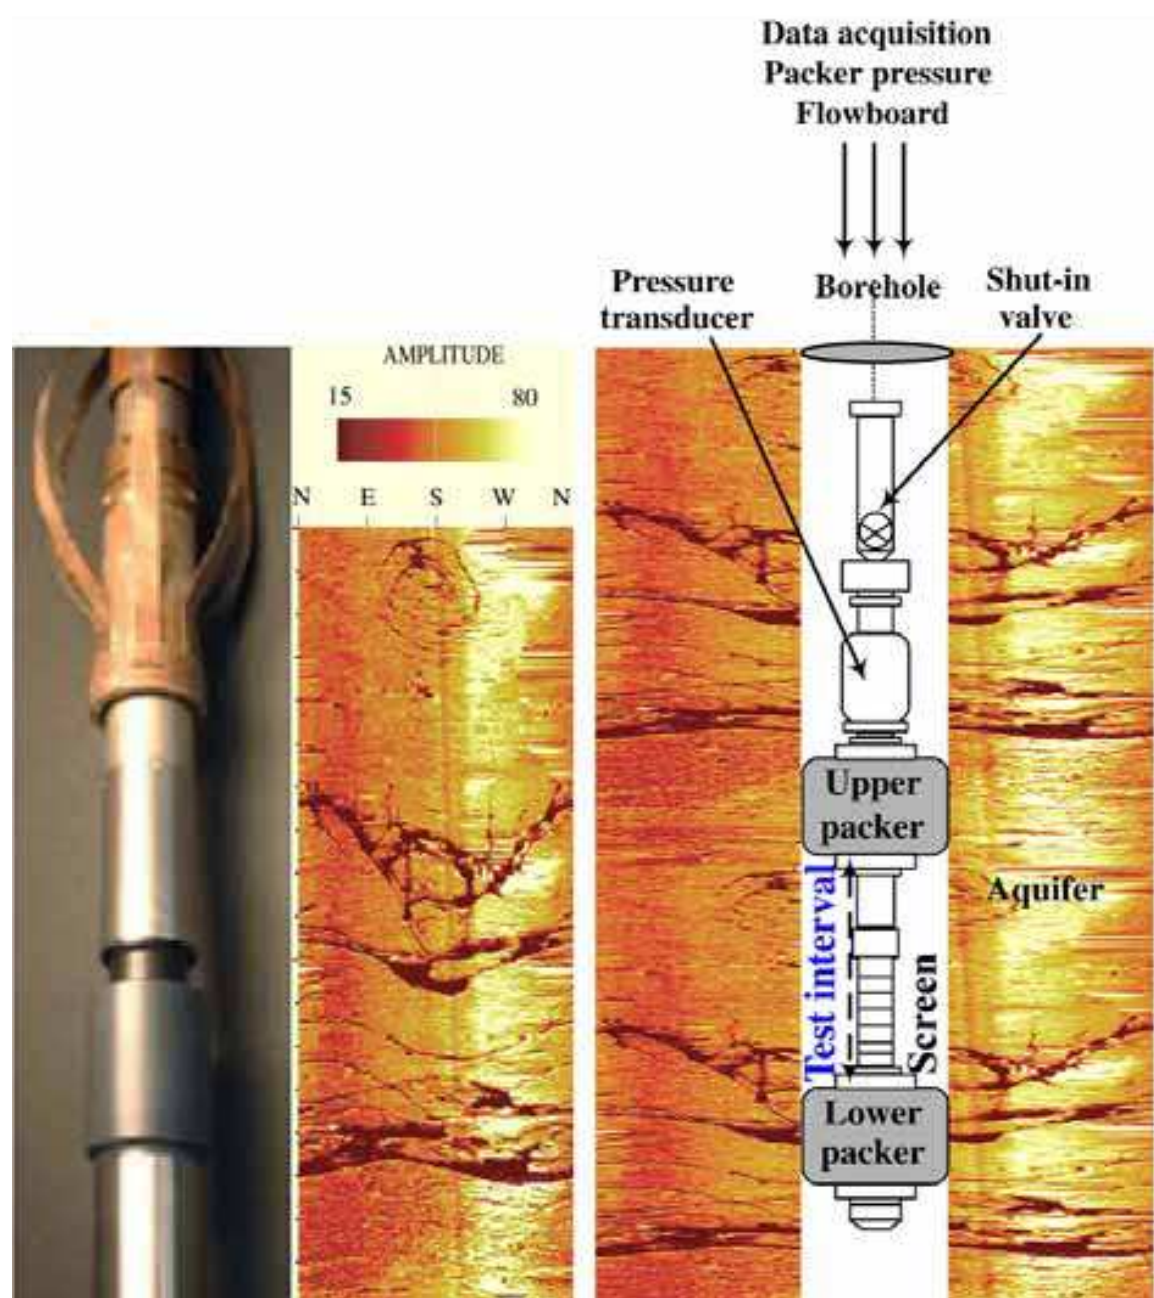 Data acquisition
Packer pressure
Flowboard
Pressure
transducer
Borehole
Shut-in
valve
AMPLITUDE
15 80
N E S W N
Upper
packer
Test interval
Aquifer
Screen
Lower
packer